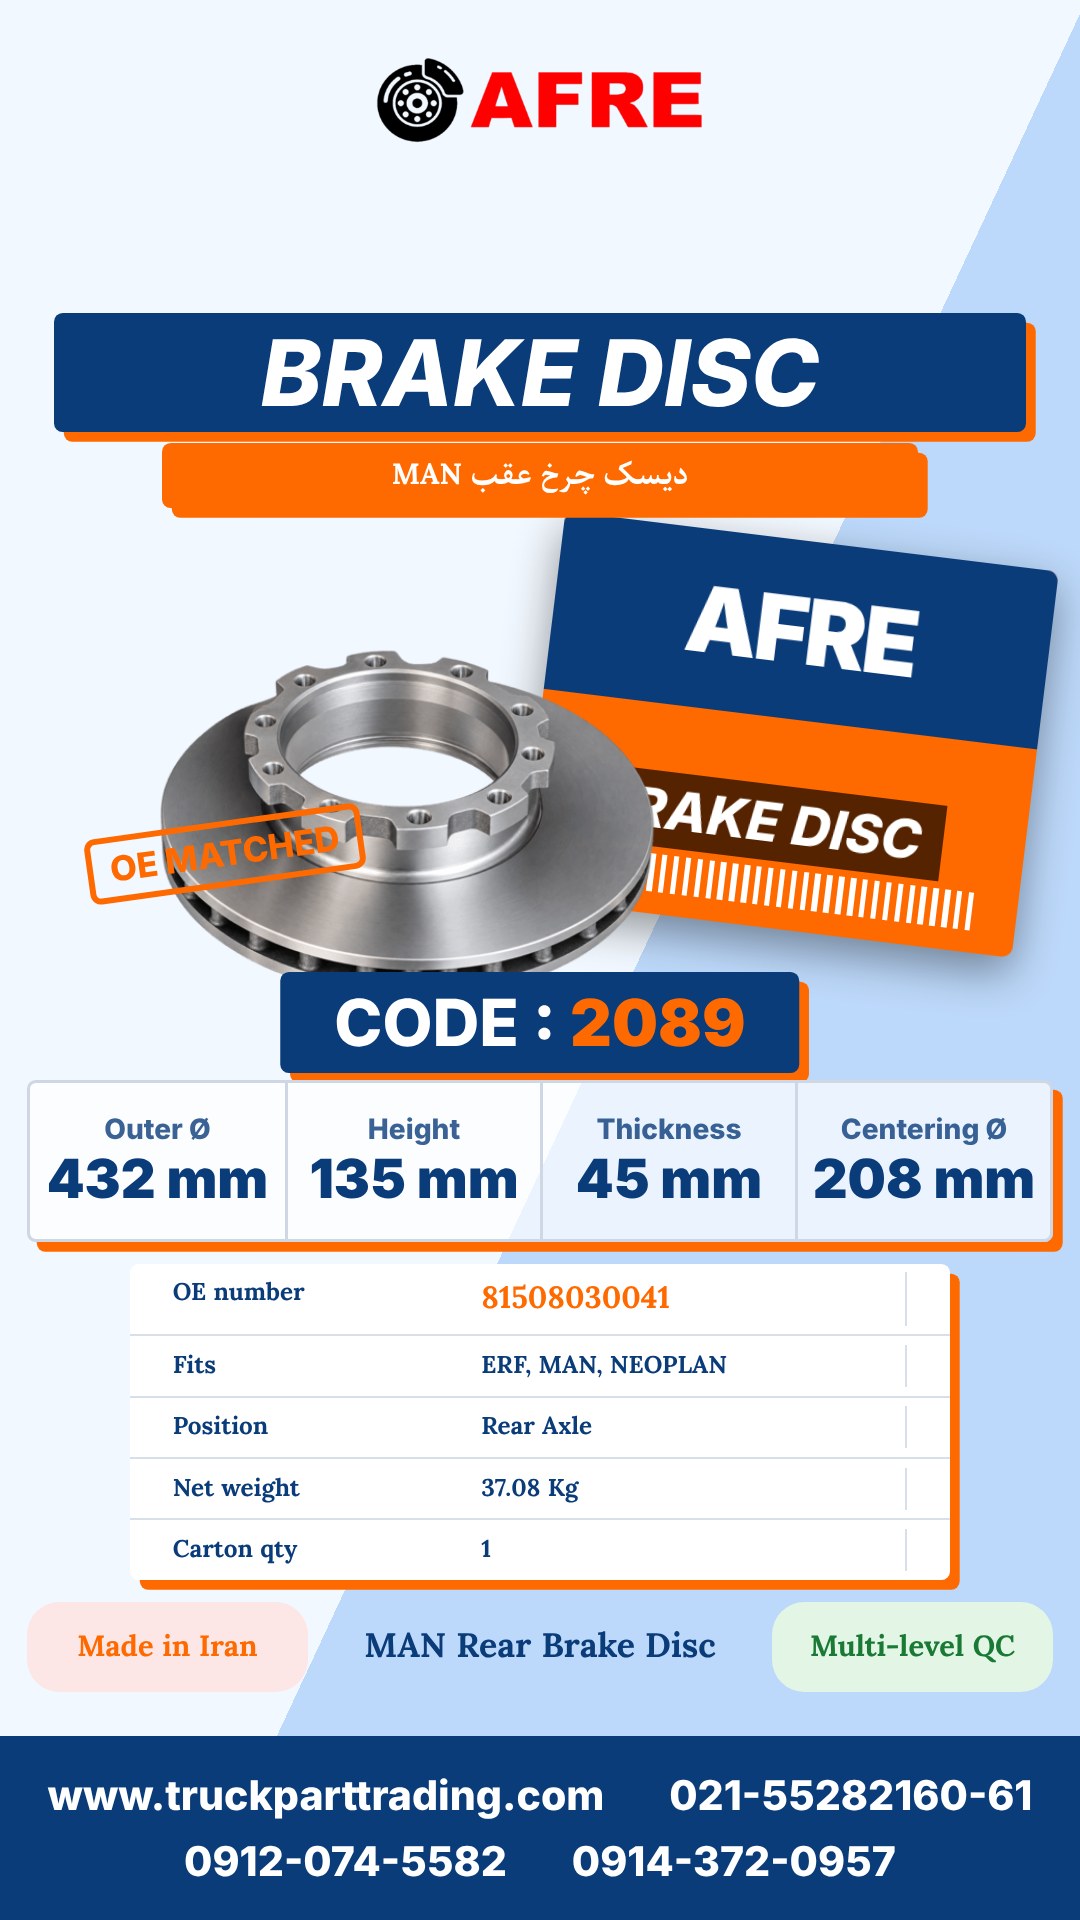 AFRE
BRAKE DISC
دیسک چرخ عقب MAN
AFRE
RAKE DISC
OE MATCHED
CODE : 2089
Outer Ø
Height
Thickness
Centering Ø
432 mm
135 mm
45 mm
208 mm
OE number
81508030041
Fits
ERF, MAN, NEOPLAN
Position
Rear Axle
Net weight
37.08 Kg
Carton qty
1
Made in Iran
MAN Rear Brake Disc
Multi-level QC
www.truckparttrading.com
021-55282160-61
0912-074-5582
0914-372-0957